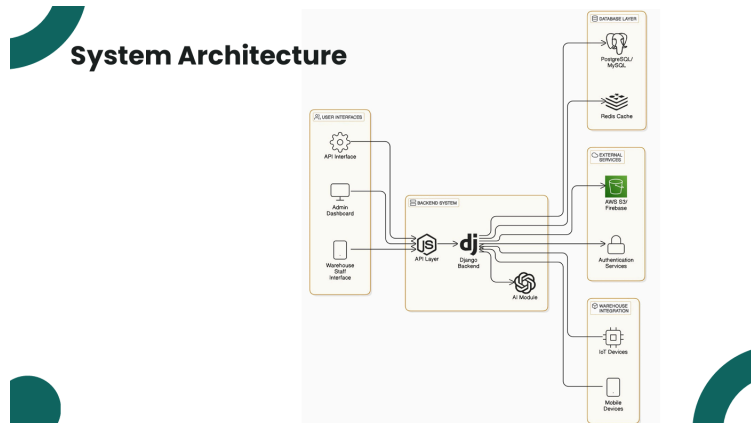 System Architecture
DATABASE LAYER
PostgreSQL/
MySQL
Redis Cache
USER INTERFACES
API Interface
Admin
Dashboard
Warehouse
Staff
Interface
BACKEND SYSTEM
JS
API Layer
dj
Django
Backend
AI Module
EXTERNAL
SERVICES
AWS S3/
Firebase
Authentication
Services
WAREHOUSE
INTEGRATION
IoT Devices
Mobile
Devices